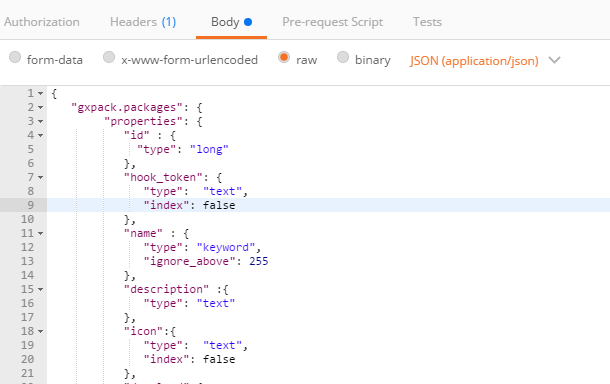 Authorization Headers (1) Body Pre-request Script Tests
form-data x-www-form-urlencoded raw binary JSON (application/json)
1 {
2 "gxpack.packages": {
3 "properties": {
4 "id" : {
5 "type": "long"
6 },
7 "hook_token": {
8 "type":  "text",
9 "index": false
10 },
11 "name" : {
12 "type": "keyword",
13 "ignore_above": 255
14 },
15 "description" :{
16 "type": "text"
17 },
18 "icon":{
19 "type":  "text",
20 "index": false
21 },